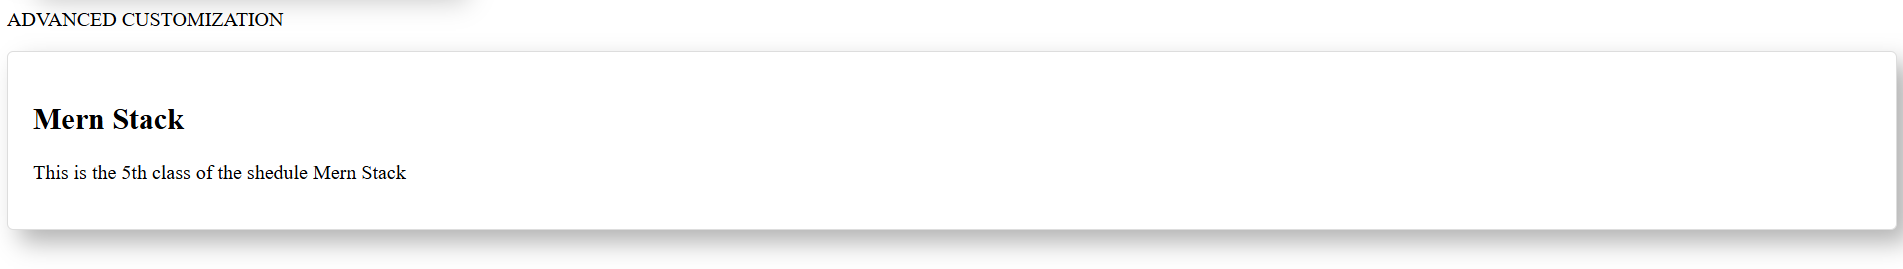 ADVANCED CUSTOMIZATION
Mern Stack
This is the 5th class of the shedule Mern Stack